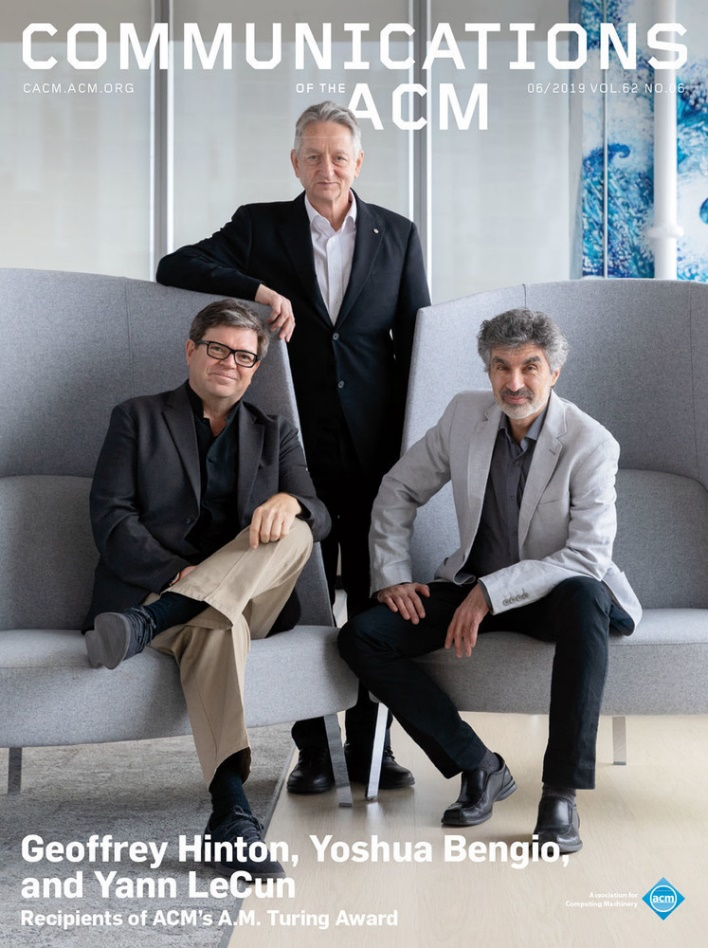 COMMUNICATIONS
CACM.ACM.ORG OF THE ACM 06/2019 VOL.62 NO.06
Geoffrey Hinton, Yoshua Bengio,
and Yann LeCun
Recipients of ACM's A.M. Turing Award
Association for
Computing Machinery
acm